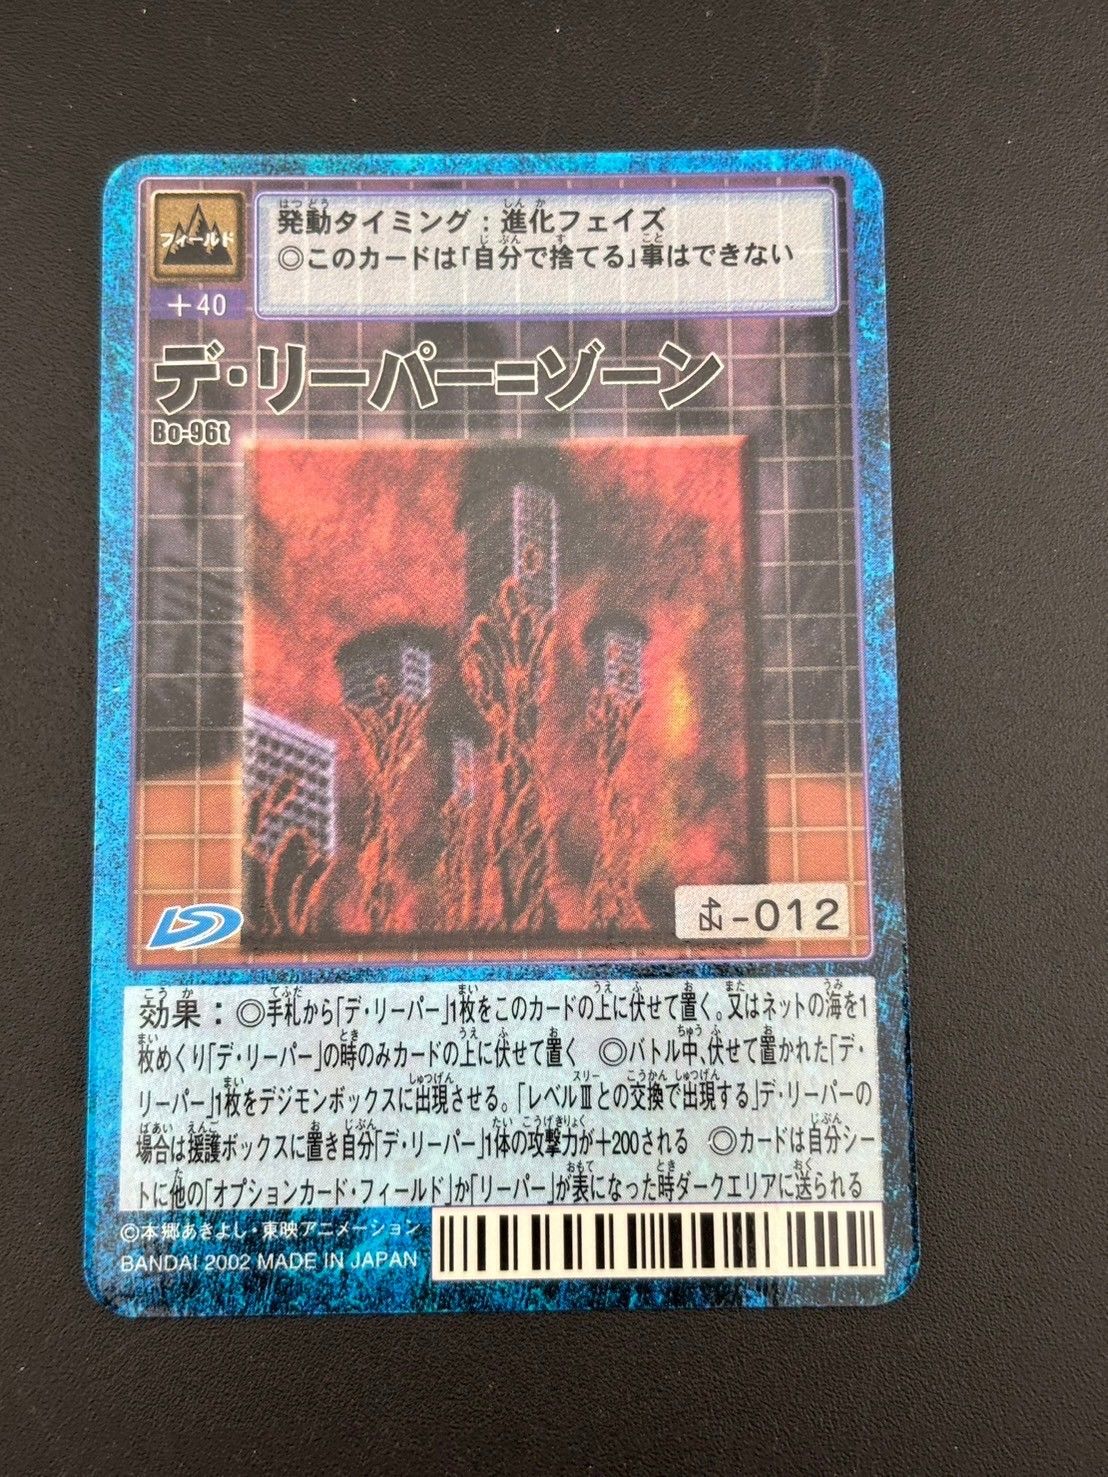 発動タイミング：進化フェイズ
フィールド
◎このカードは「自分で捨てる」事はできない
＋40
デ・リーパー=ゾーン
Bo-96t
-012
効果：◎手札から「デ・リーパー」1枚をこのカードの上に伏せて置く。又はネットの海を1
枚めくり「デ・リーパー」の時のみカードの上に伏せて置く　◎バトル中、伏せて置かれた「デ・
リーパー」1枚をデジモンボックスに出現させる。「レベルⅢとの交換で出現する」デ・リーパーの
場合は援護ボックスに置き自分「デ・リーパー」1体の攻撃力が＋200される　◎カードは自分シー
トに他の「オプションカード・フィールド」か「リーパー」が表になった時ダークエリアに送られる
©本郷あきよし・東映アニメーション
BANDAI 2002 MADE IN JAPAN